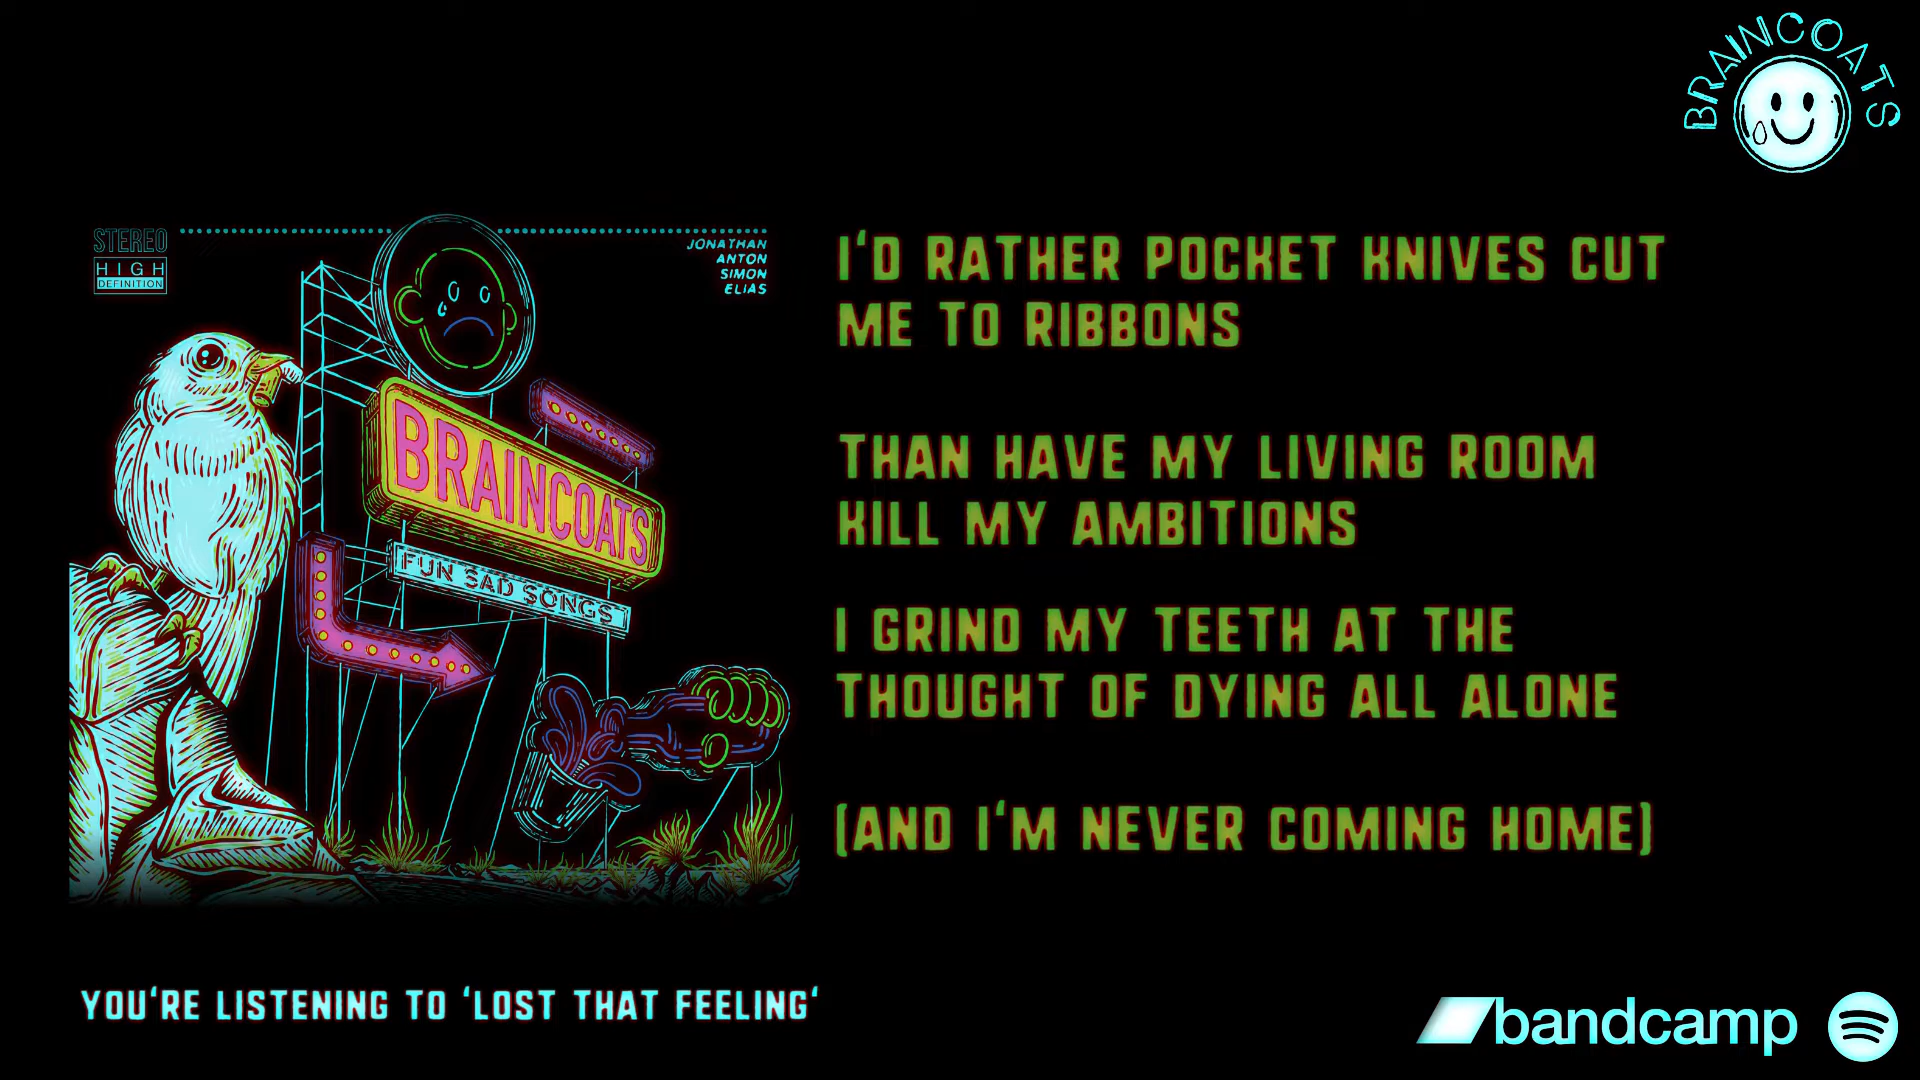 BRAINCOATS
STEREO
HIGH
DEFINITION
JONATHAN
ANTON
SIMON
ELIAS
BRAINCOATS
FUN SAD SONGS
I'D RATHER POCKET KNIVES CUT
ME TO RIBBONS
THAN HAVE MY LIVING ROOM
KILL MY AMBITIONS
I GRIND MY TEETH AT THE
THOUGHT OF DYING ALL ALONE
(AND I'M NEVER COMING HOME)
YOU'RE LISTENING TO 'LOST THAT FEELING'
bandcamp